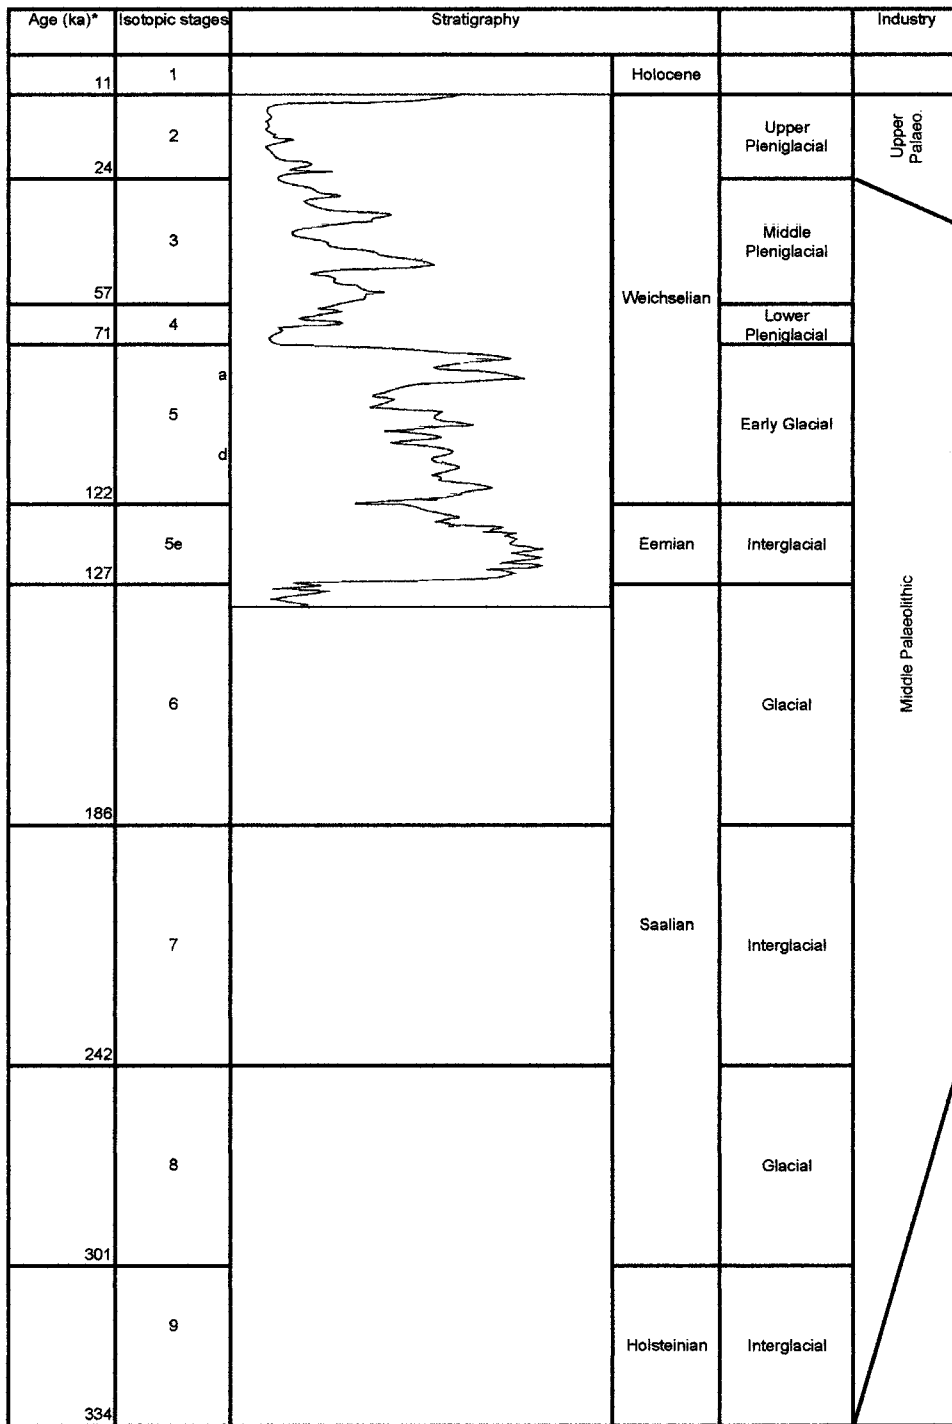 Age (ka)* Isotopic stages Stratigraphy Industry
11 1 Holocene
2 Upper
Pleniglacial
Upper
Palaeo.
24
3 Middle
Pleniglacial
57
Weichselian
4 Lower
Pleniglacial
71
a
5 Early Glacial
d
122
5e Eemian Interglacial
127
Middle Palaeolithic
6 Glacial
186
Saalian
7 Interglacial
242
8 Glacial
301
9
Holsteinian Interglacial
334